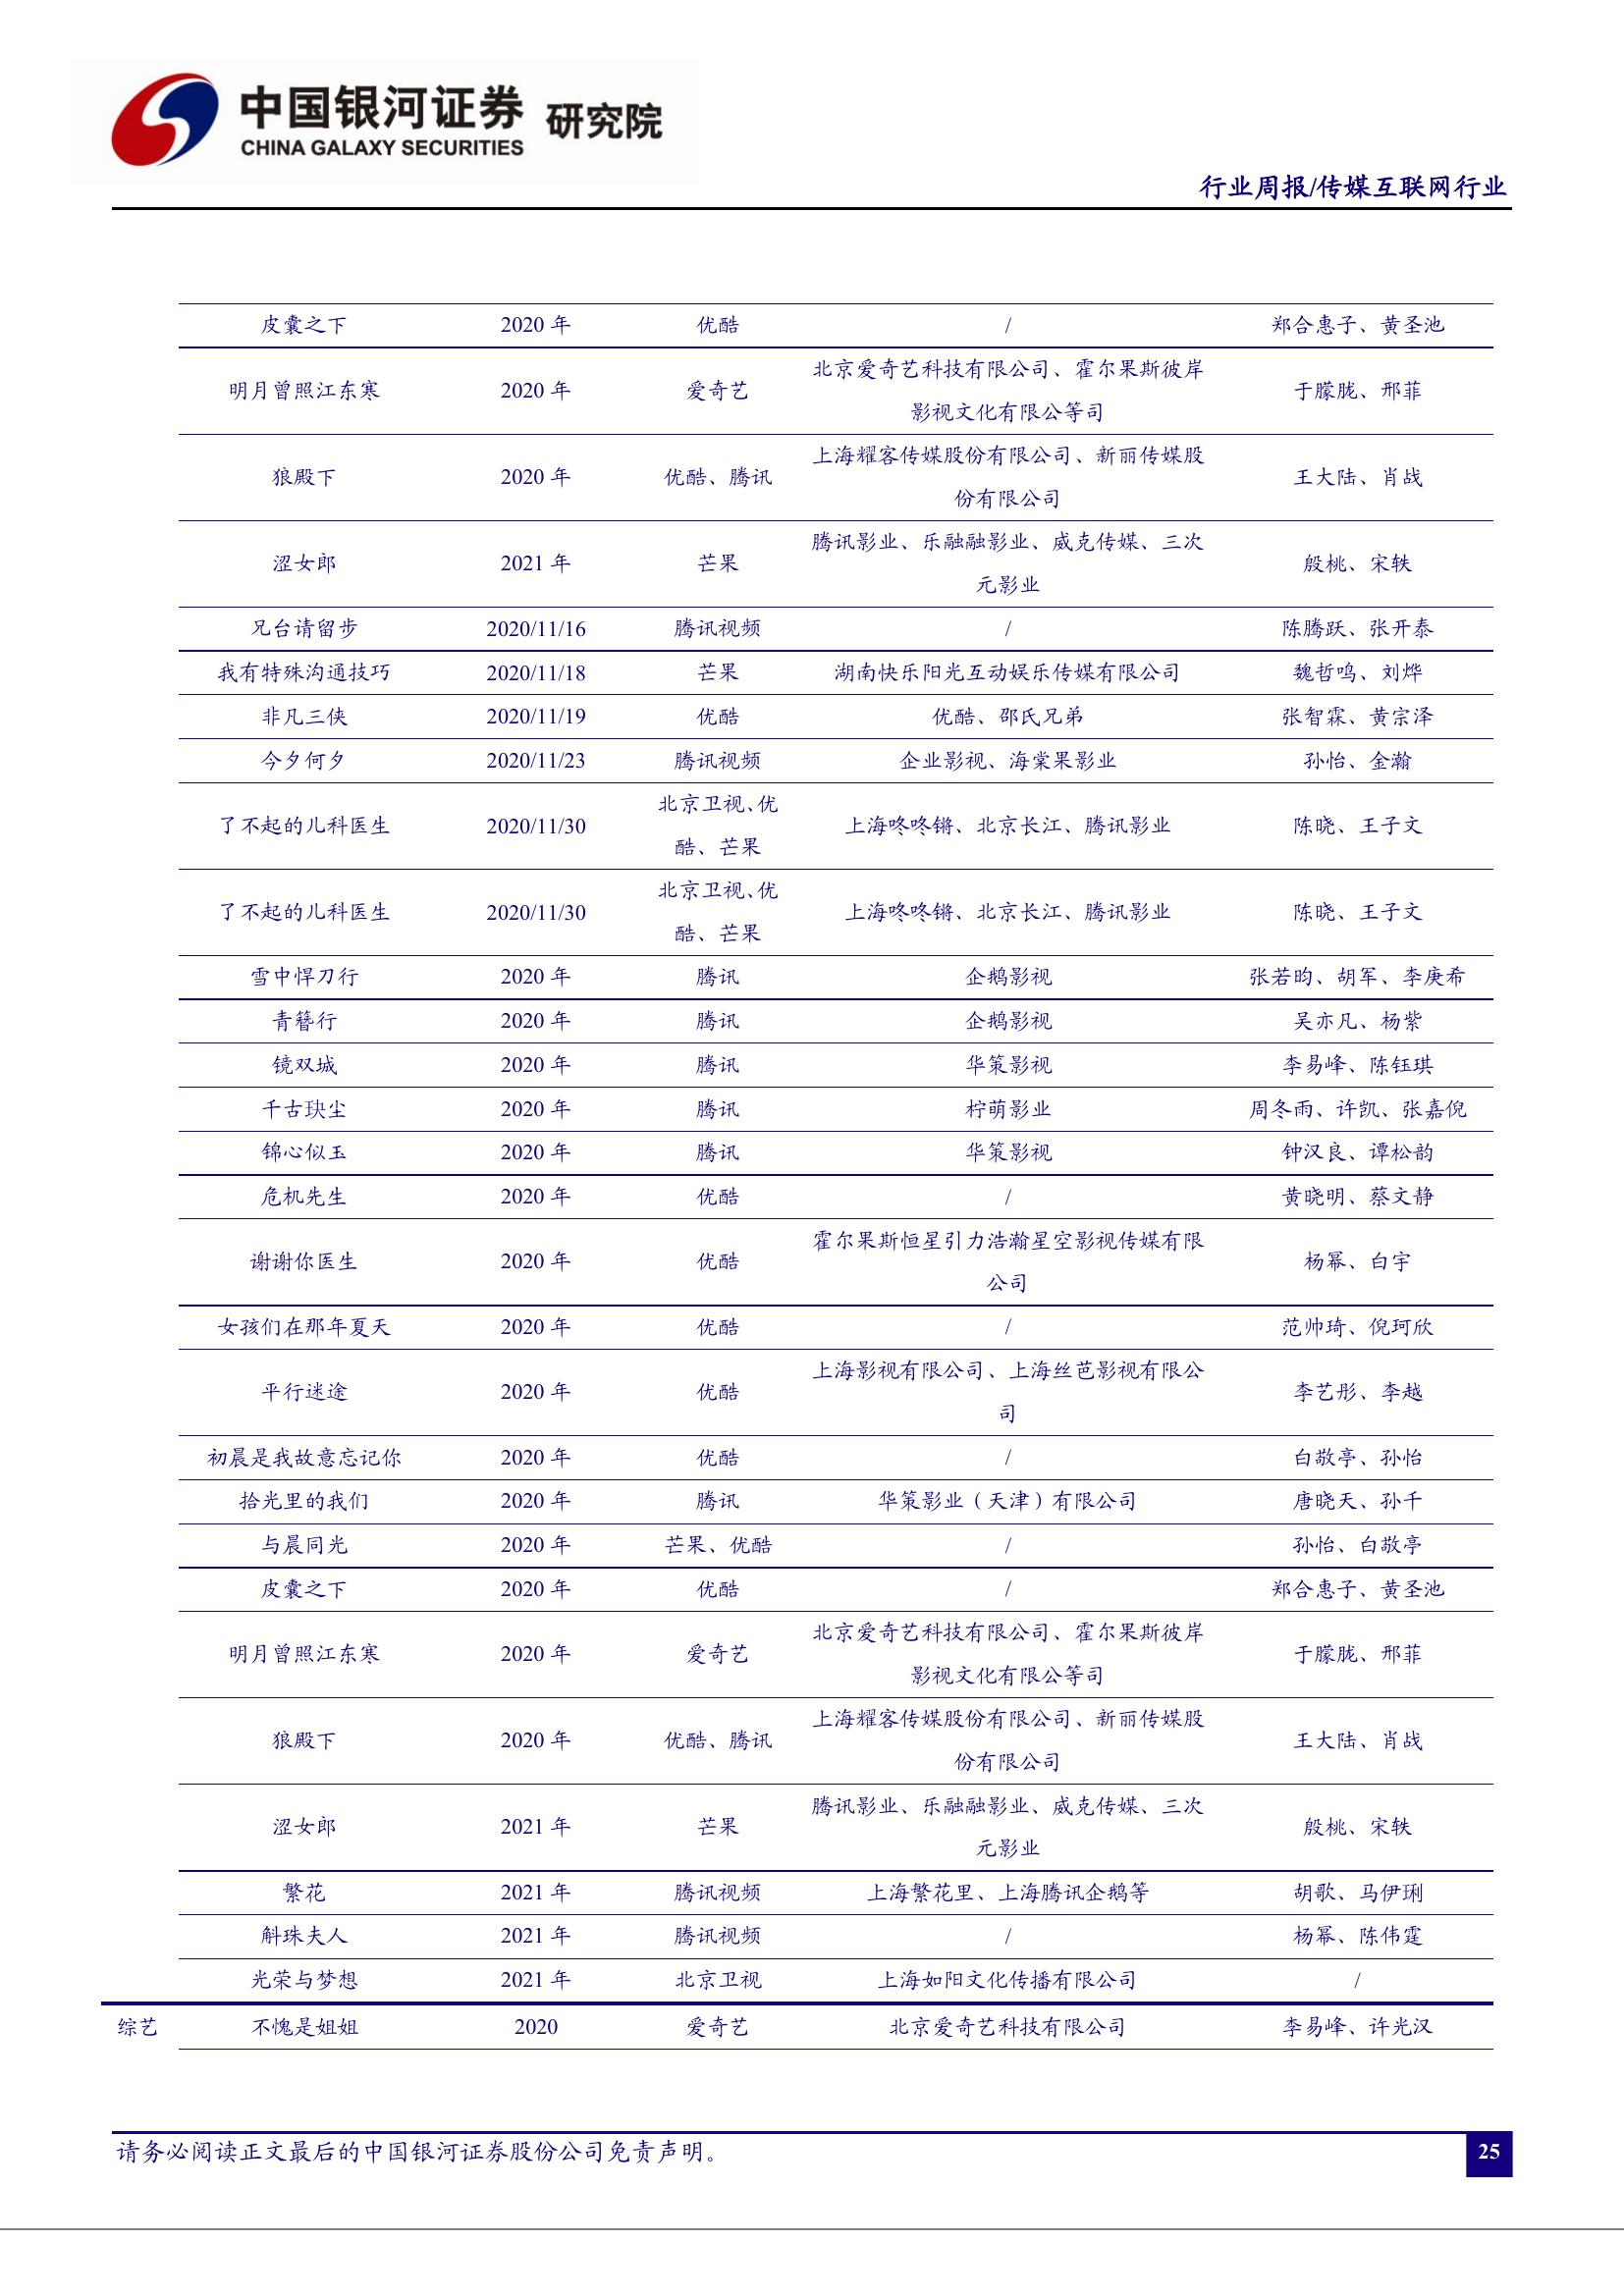 中国银河证券 研究院
CHINA GALAXY SECURITIES
行业周报/传媒互联网行业
皮囊之下 2020 年 优酷 / 郑合惠子、黄圣池
明月曾照江东寒 2020 年 爱奇艺 北京爱奇艺科技有限公司、霍尔果斯彼岸
影视文化有限公等司 于朦胧、邢菲
狼殿下 2020 年 优酷、腾讯 上海耀客传媒股份有限公司、新丽传媒股
份有限公司 王大陆、肖战
涩女郎 2021 年 芒果 腾讯影业、乐融融影业、威克传媒、三次
元影业 殷桃、宋轶
兄台请留步 2020/11/16 腾讯视频 / 陈腾跃、张开泰
我有特殊沟通技巧 2020/11/18 芒果 湖南快乐阳光互动娱乐传媒有限公司 魏哲鸣、刘烨
非凡三侠 2020/11/19 优酷 优酷、邵氏兄弟 张智霖、黄宗泽
今夕何夕 2020/11/23 腾讯视频 企业影视、海棠果影业 孙怡、金瀚
了不起的儿科医生 2020/11/30 北京卫视、优
酷、芒果 上海咚咚锵、北京长江、腾讯影业 陈晓、王子文
了不起的儿科医生 2020/11/30 北京卫视、优
酷、芒果 上海咚咚锵、北京长江、腾讯影业 陈晓、王子文
雪中悍刀行 2020 年 腾讯 企鹅影视 张若昀、胡军、李庚希
青簪行 2020 年 腾讯 企鹅影视 吴亦凡、杨紫
镜双城 2020 年 腾讯 华策影视 李易峰、陈钰琪
千古玦尘 2020 年 腾讯 柠萌影业 周冬雨、许凯、张嘉倪
锦心似玉 2020 年 腾讯 华策影视 钟汉良、谭松韵
危机先生 2020 年 优酷 / 黄晓明、蔡文静
谢谢你医生 2020 年 优酷 霍尔果斯恒星引力浩瀚星空影视传媒有限
公司 杨幂、白宇
女孩们在那年夏天 2020 年 优酷 / 范帅琦、倪珂欣
平行迷途 2020 年 优酷 上海影视有限公司、上海丝芭影视有限公
司 李艺彤、李越
初晨是我故意忘记你 2020 年 优酷 / 白敬亭、孙怡
拾光里的我们 2020 年 腾讯 华策影业（天津）有限公司 唐晓天、孙千
与晨同光 2020 年 芒果、优酷 / 孙怡、白敬亭
皮囊之下 2020 年 优酷 / 郑合惠子、黄圣池
明月曾照江东寒 2020 年 爱奇艺 北京爱奇艺科技有限公司、霍尔果斯彼岸
影视文化有限公等司 于朦胧、邢菲
狼殿下 2020 年 优酷、腾讯 上海耀客传媒股份有限公司、新丽传媒股
份有限公司 王大陆、肖战
涩女郎 2021 年 芒果 腾讯影业、乐融融影业、威克传媒、三次
元影业 殷桃、宋轶
繁花 2021 年 腾讯视频 上海繁花里、上海腾讯企鹅等 胡歌、马伊琍
斛珠夫人 2021 年 腾讯视频 / 杨幂、陈伟霆
光荣与梦想 2021 年 北京卫视 上海如阳文化传播有限公司 /
综艺 不愧是姐姐 2020 爱奇艺 北京爱奇艺科技有限公司 李易峰、许光汉
请务必阅读正文最后的中国银河证券股份公司免责声明。 25